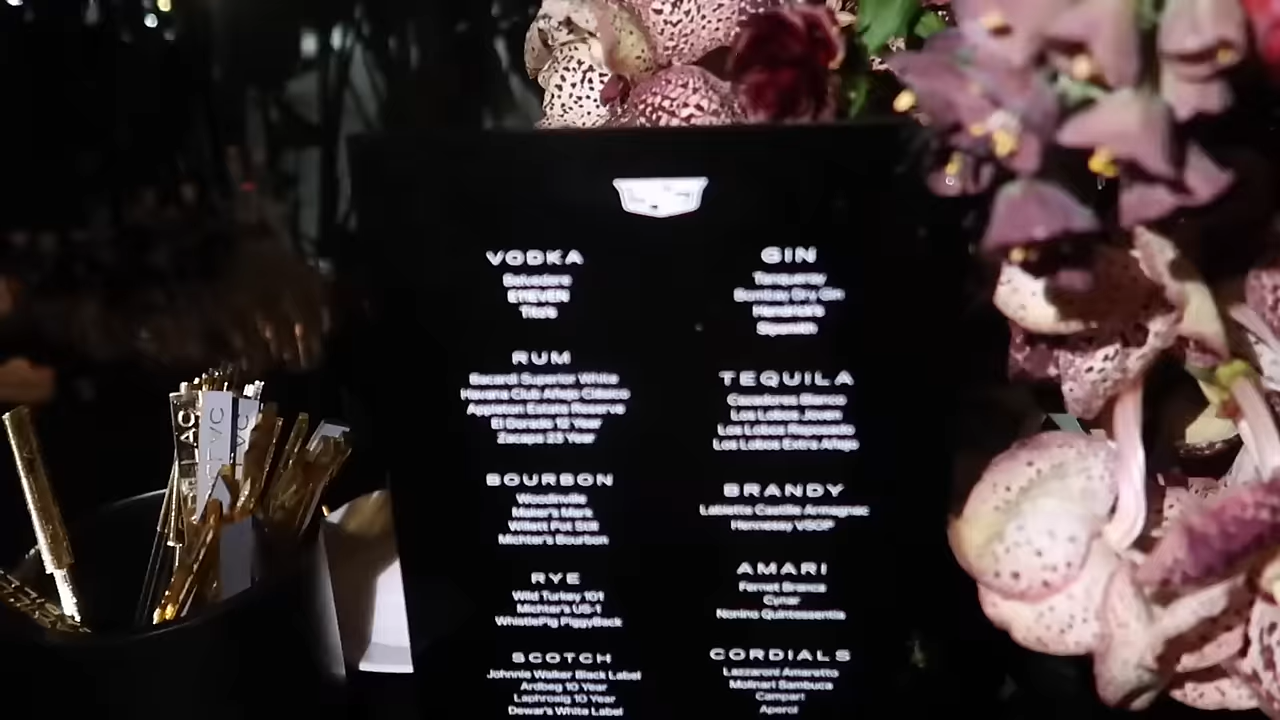 VODKA
Belvedere
E11EVEN
Tito's
RUM
Bacardi Superior White
Havana Club Añejo Clásico
Appleton Estate Reserve
El Dorado 12 Year
Zacapa 23 Year
BOURBON
Woodinville
Maker's Mark
Willett Pot Still
Michter's Bourbon
RYE
Wild Turkey 101
Michter's US-1
WhistlePig PiggyBack
SCOTCH
Johnnie Walker Black Label
Ardbeg 10 Year
Laphroaig 10 Year
Dewar's White Label
GIN
Tanqueray
Bombay Dry Gin
Hendrick's
Sipsmith
TEQUILA
Cazadores Blanco
Los Lobos Joven
Los Lobos Reposado
Los Lobos Extra Añejo
BRANDY
Castille Armagnac
Hennessy VSOP
AMARI
Fernet Branca
Cynar
Nonino Quintessentia
CORDIALS
Lazzaroni Amaretto
Molinari Sambuca
Campari
Aperol